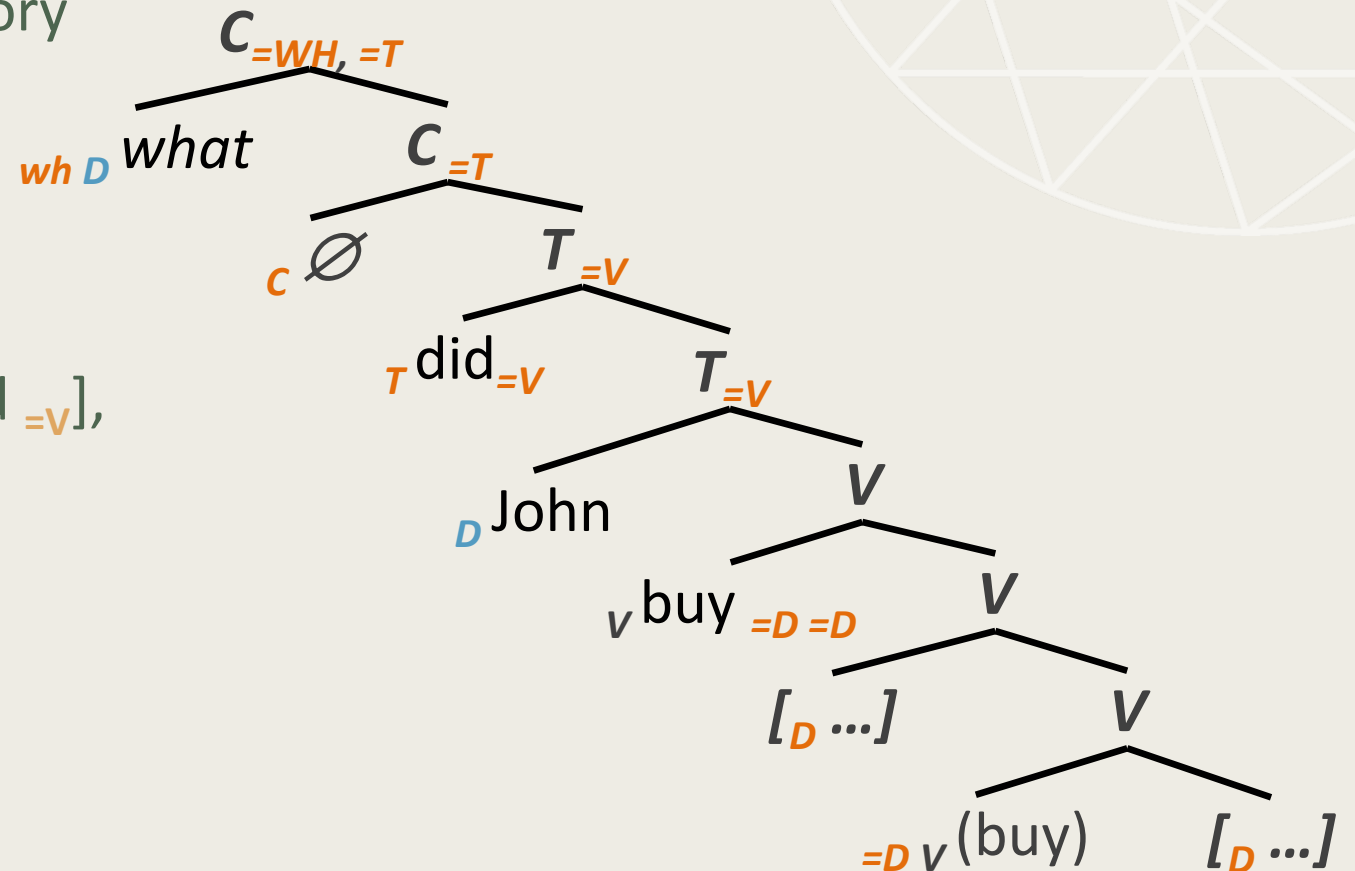 ory
C =WH, =T
wh D what
C =T
C ∅
T =V
T did =V
l =V],
T =V
D John
V
V buy =D =D
V
[D …]
V
=D V (buy)
[D …]